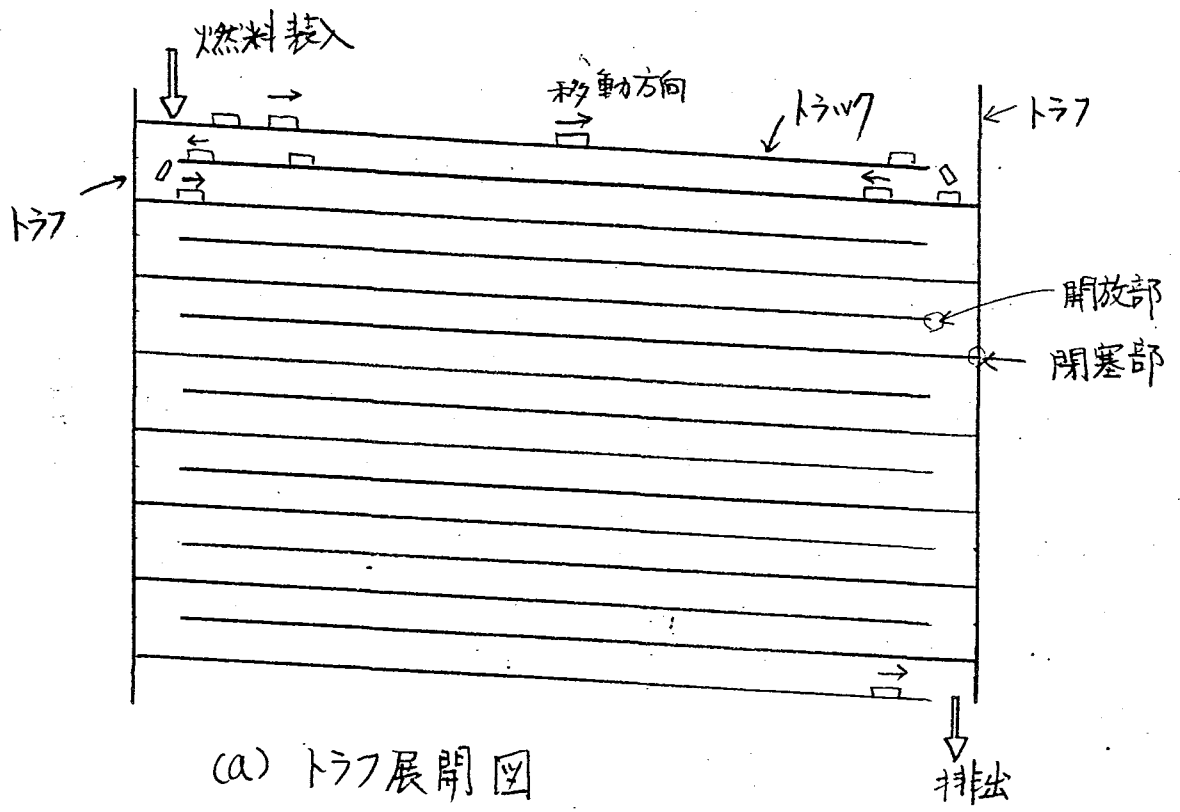 燃料装入
移動方向
トラック
トラフ
トラフ
開放部
閉塞部
(a) トラフ展開図
排出